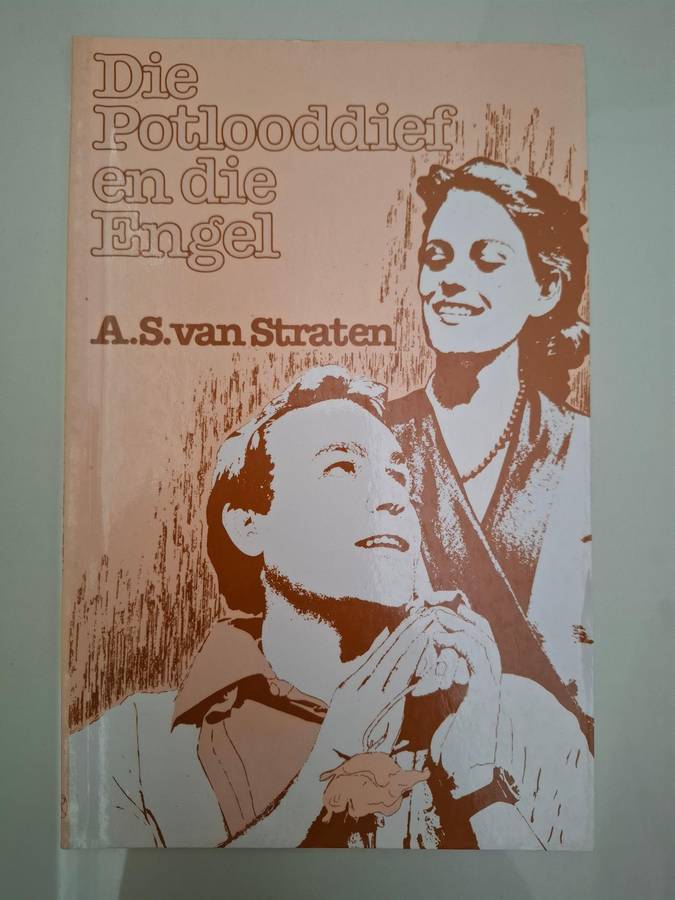 Die
Potlooddief
en die
Engel
A.S. van Straten